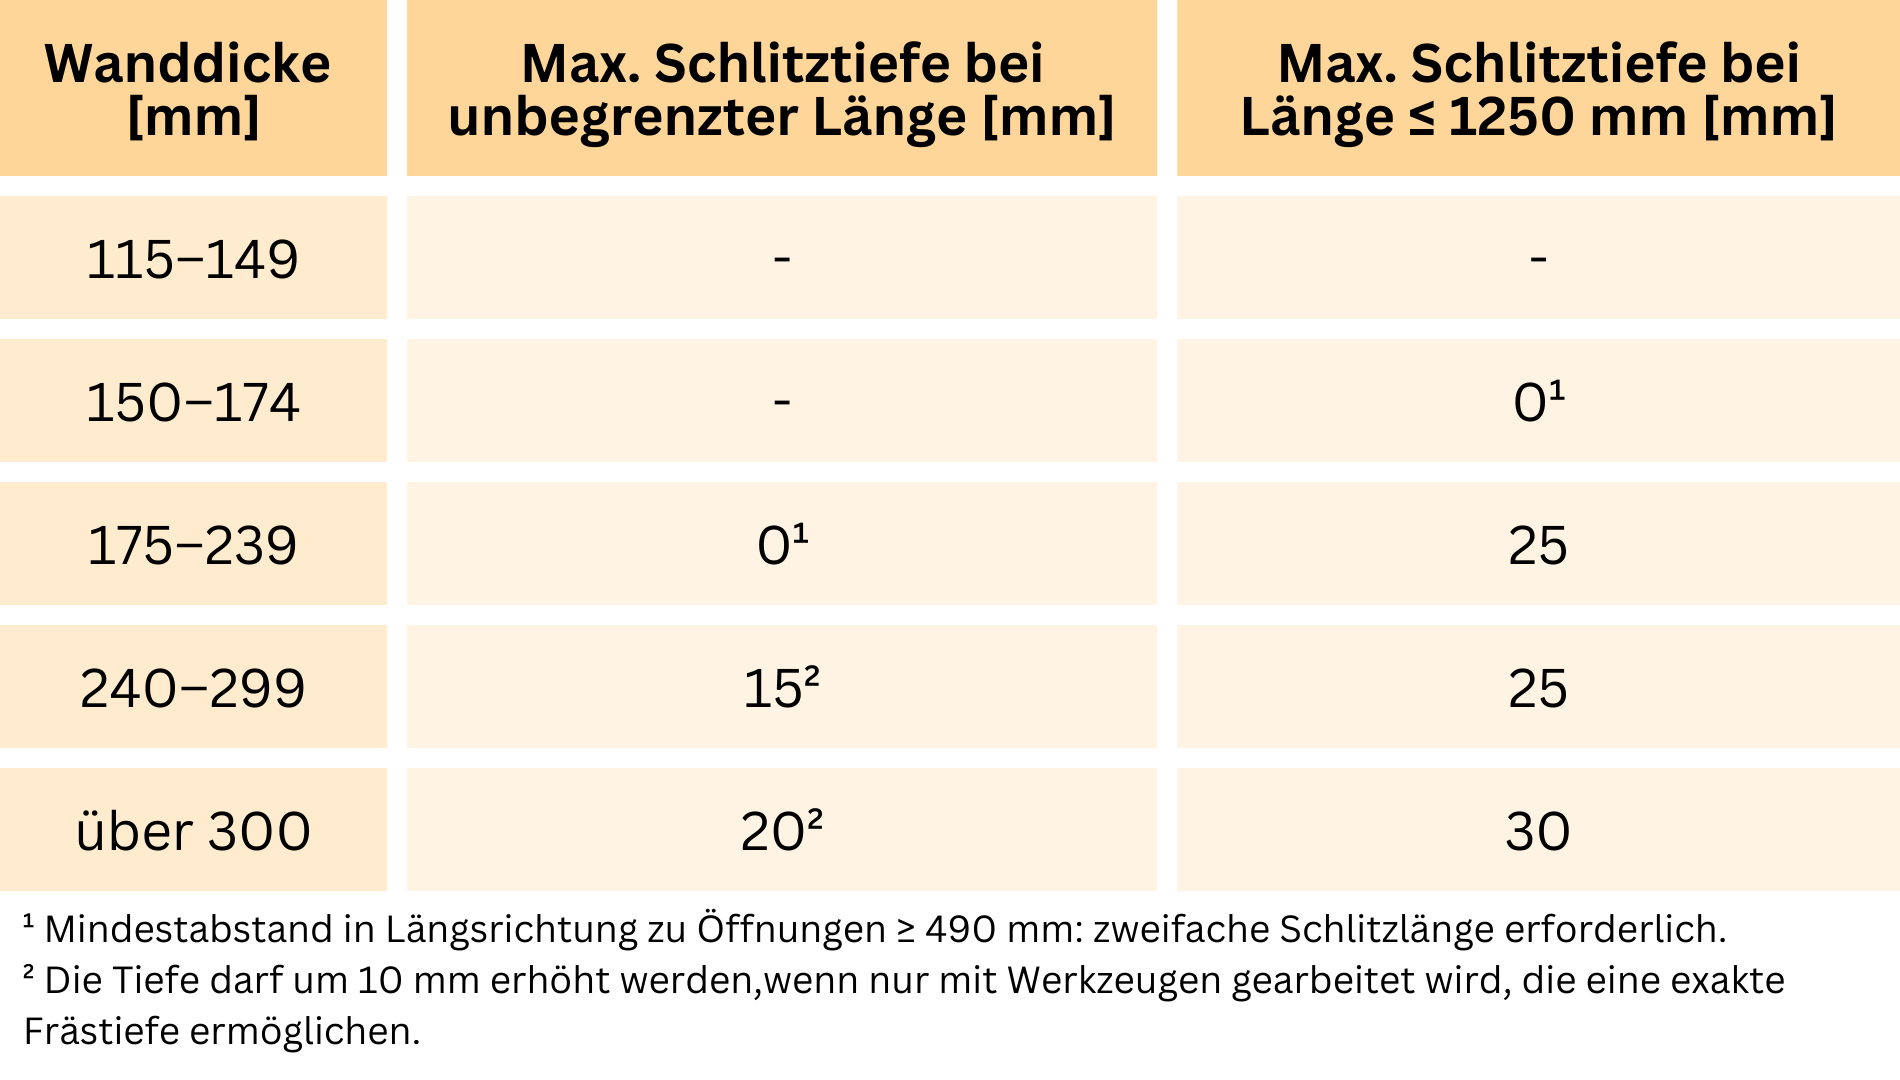 Wanddicke
[mm]
Max. Schlitztiefe bei
unbegrenzter Länge [mm]
Max. Schlitztiefe bei
Länge ≤ 1250 mm [mm]
115–149
-
-
150–174
-
0¹
175–239
0¹
25
240–299
15²
25
über 300
20²
30
¹ Mindestabstand in Längsrichtung zu Öffnungen ≥ 490 mm: zweifache Schlitzlänge erforderlich.
² Die Tiefe darf um 10 mm erhöht werden,wenn nur mit Werkzeugen gearbeitet wird, die eine exakte
Frästiefe ermöglichen.